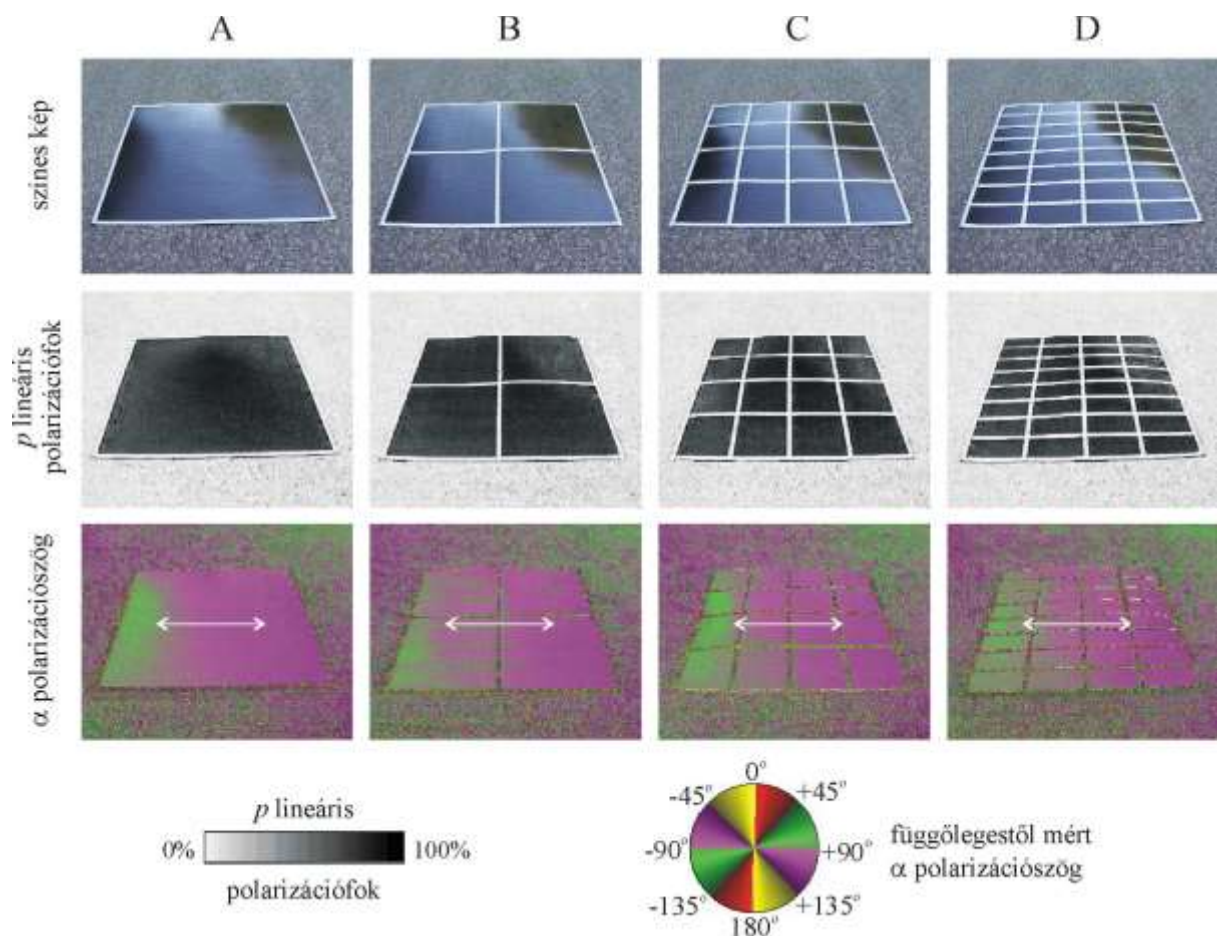 A B C D
színes kép
p lineáris
polarizációfok
α polarizációszög
p lineáris
0% 100%
polarizációfok
0°
-45° +45°
-90° +90°
-135° +135°
180°
függőlegestől mért
α polarizációszög